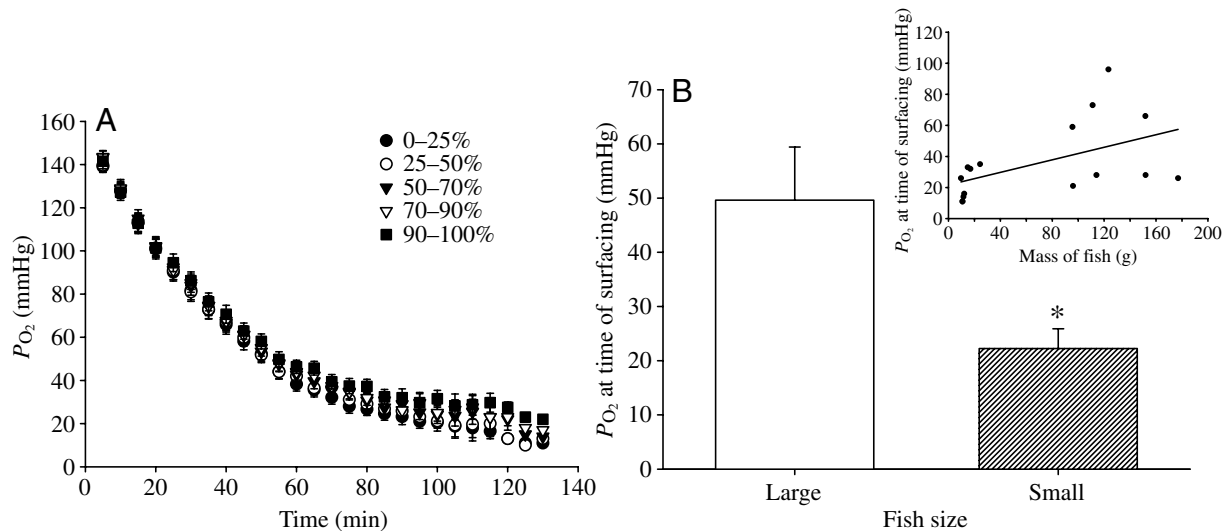 A
160
140
120
100
80
60
40
20
0
PO2 (mmHg)
0–25%
25–50%
50–70%
70–90%
90–100%
0 20 40 60 80 100 120 140
Time (min)
B
70
60
50
40
30
20
10
0
PO2 at time of surfacing (mmHg)
*
Large Small
Fish size
120
100
80
60
40
20
0
PO2 at time of surfacing (mmHg)
0 40 80 120 160 200
Mass of fish (g)